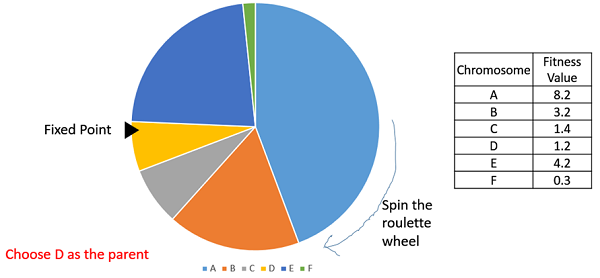 Fixed Point
Spin the
roulette
wheel
Choose D as the parent
A B C D E F
Chromosome Fitness
Value
A 8.2
B 3.2
C 1.4
D 1.2
E 4.2
F 0.3